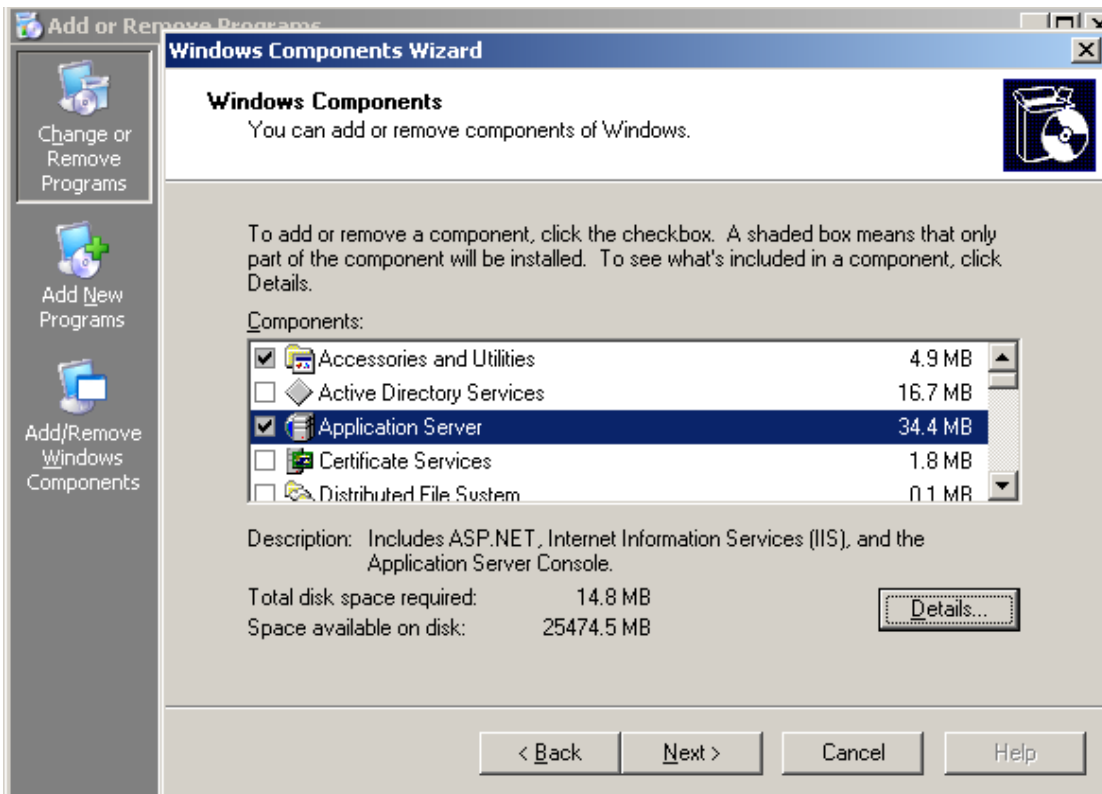 Add or Remove Programs
Windows Components Wizard
Change or
Remove
Programs
Add New
Programs
Add/Remove
Windows
Components
Windows Components
You can add or remove components of Windows.
To add or remove a component, click the checkbox. A shaded box means that only
part of the component will be installed. To see what's included in a component, click
Details.
Components:
Accessories and Utilities 4.9 MB
Active Directory Services 16.7 MB
Application Server 34.4 MB
Certificate Services 1.8 MB
Distributed File System 0.1 MB
Description: Includes ASP.NET, Internet Information Services (IIS), and the
Application Server Console.
Total disk space required: 14.8 MB
Space available on disk: 25474.5 MB
Details...
< Back Next > Cancel Help